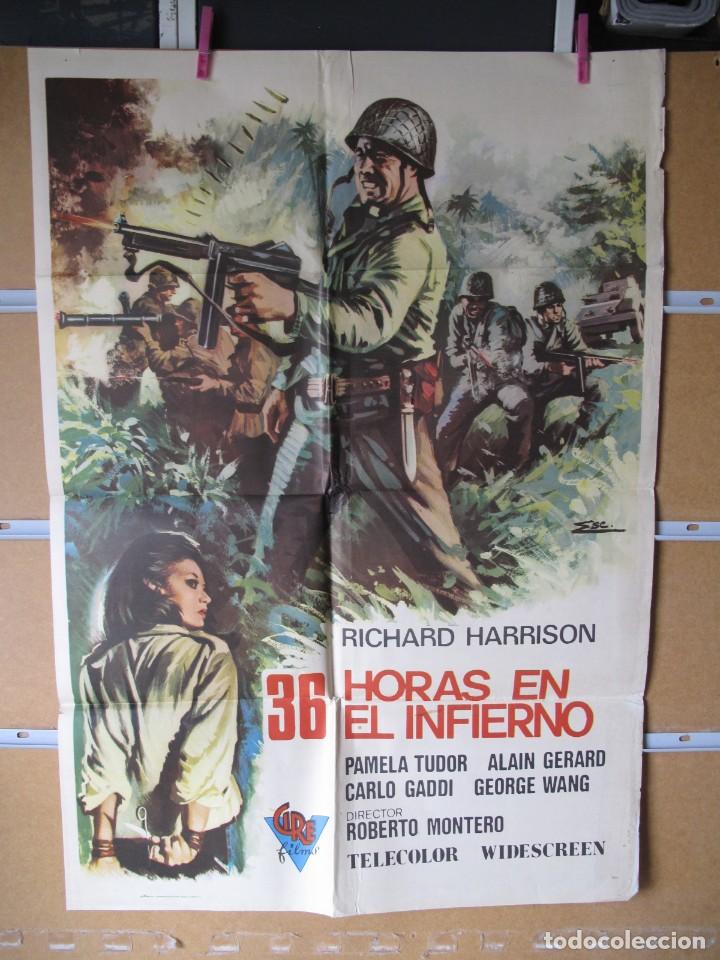 Esc.
RICHARD HARRISON
36 HORAS EN
EL INFIERNO
PAMELA TUDOR ALAIN GERARD
CARLO GADDI GEORGE WANG
DIRECTOR
ROBERTO MONTERO
CIRE
films
TELECOLOR WIDESCREEN
todocoleccion